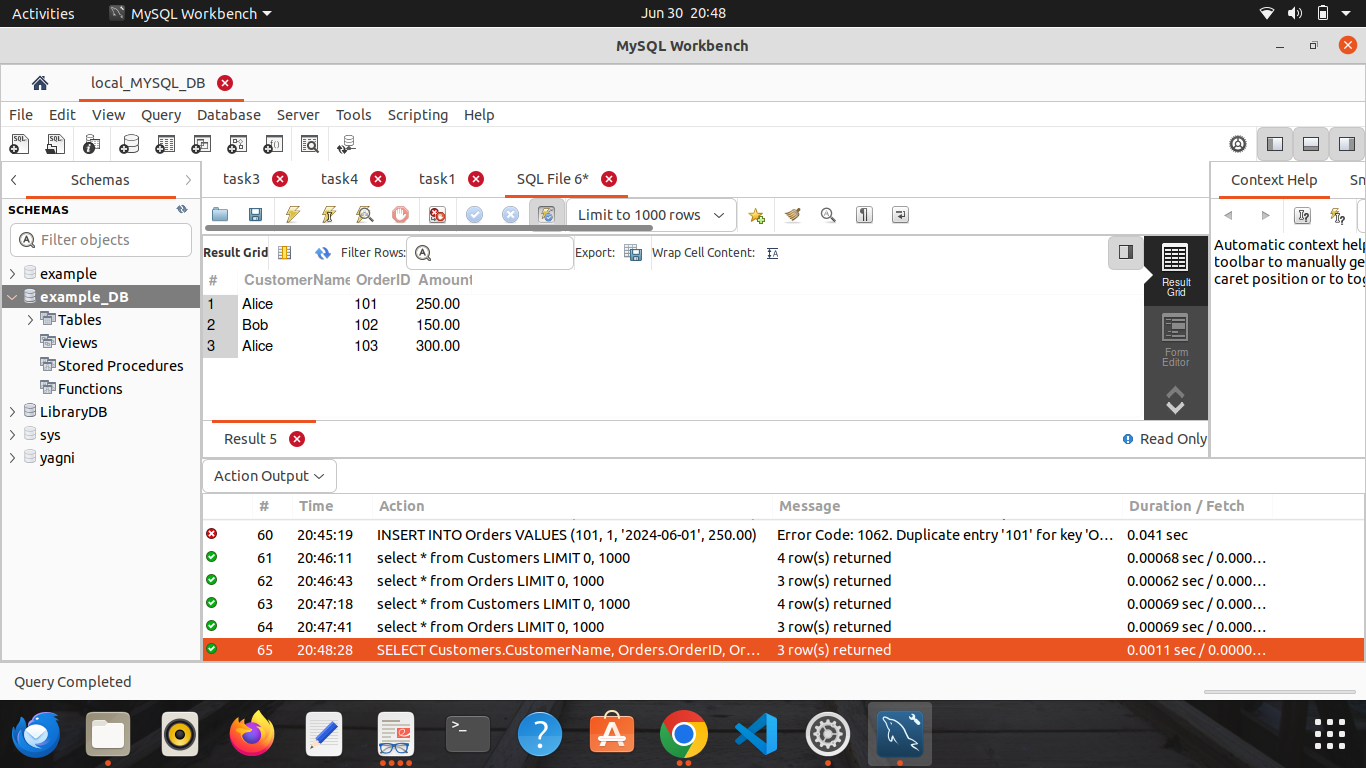 Activities MySQL Workbench Jun 30 20:48
MySQL Workbench
local_MYSQL_DB
File Edit View Query Database Server Tools Scripting Help
Schemas
SCHEMAS
Filter objects
example
example_DB
Tables
Views
Stored Procedures
Functions
LibraryDB
sys
yagni
task3 task4 task1 SQL File 6*
Limit to 1000 rows
Result Grid Filter Rows: Export: Wrap Cell Content:
# CustomerName OrderID Amount
1 Alice 101 250.00
2 Bob 102 150.00
3 Alice 103 300.00
Result
Grid
Form
Editor
Result 5 Read Only
Context Help Sn
Automatic context help
toolbar to manually ge
caret position or to tog
Action Output
# Time Action Message Duration / Fetch
60 20:45:19 INSERT INTO Orders VALUES (101, 1, '2024-06-01', 250.00) Error Code: 1062. Duplicate entry '101' for key 'O... 0.041 sec
61 20:46:11 select * from Customers LIMIT 0, 1000 4 row(s) returned 0.00068 sec / 0.0000...
62 20:46:43 select * from Orders LIMIT 0, 1000 3 row(s) returned 0.00062 sec / 0.0000...
63 20:47:18 select * from Customers LIMIT 0, 1000 4 row(s) returned 0.00069 sec / 0.0000...
64 20:47:41 select * from Orders LIMIT 0, 1000 3 row(s) returned 0.00069 sec / 0.0000...
65 20:48:28 SELECT Customers.CustomerName, Orders.OrderID, Or... 3 row(s) returned 0.0011 sec / 0.0000...
Query Completed